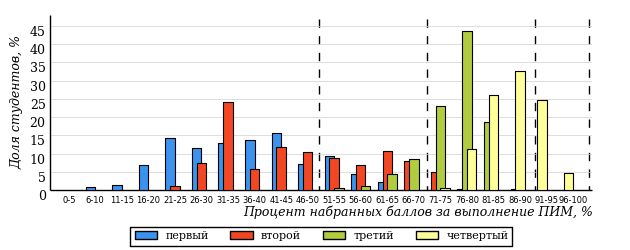 Доля студентов, %
45
40
35
30
25
20
15
10
5
0
0-5 6-10 11-15 16-20 21-25 26-30 31-35 36-40 41-45 46-50 51-55 56-60 61-65 66-70 71-75 76-80 81-85 86-90 91-95 96-100
Процент набранных баллов за выполнение ПИМ, %
первый второй третий четвертый